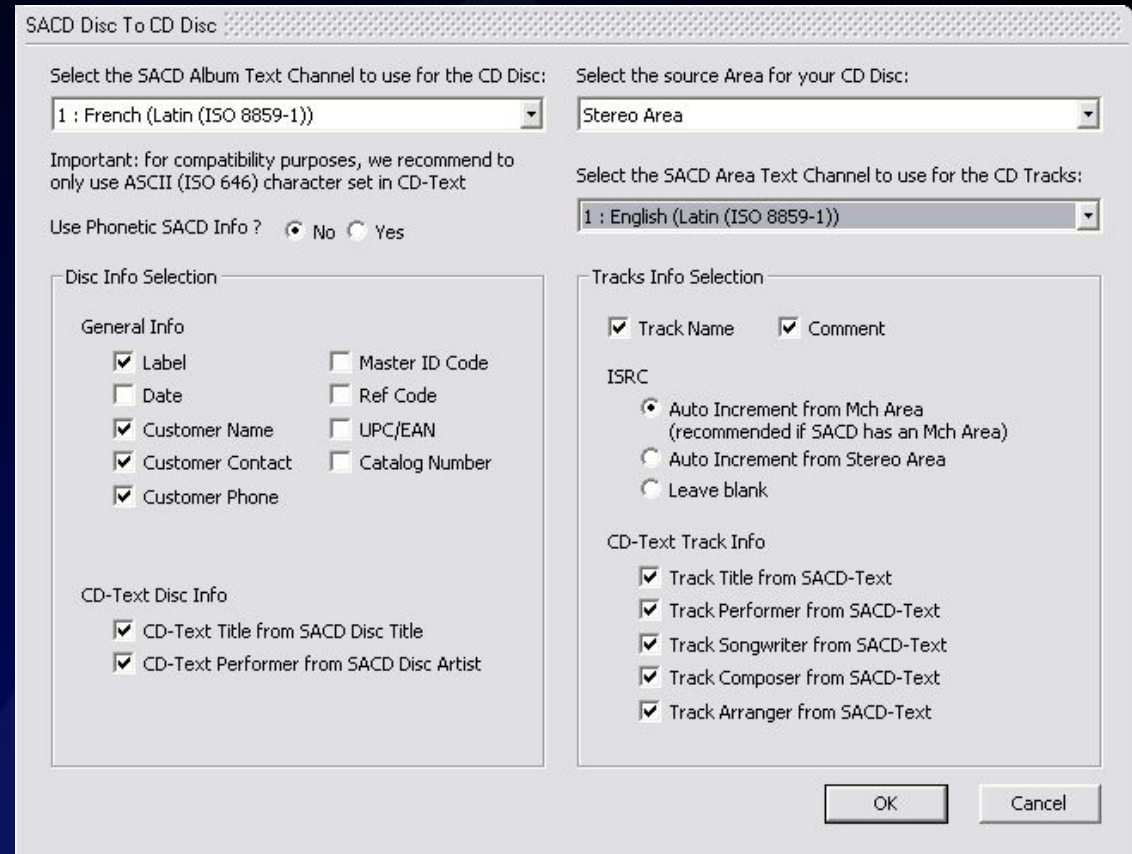 SACD Disc To CD Disc
Select the SACD Album Text Channel to use for the CD Disc:
1 : French (Latin (ISO 8859-1))
Important: for compatibility purposes, we recommend to
only use ASCII (ISO 646) character set in CD-Text
Use Phonetic SACD Info ? No Yes
Select the source Area for your CD Disc:
Stereo Area
Select the SACD Area Text Channel to use for the CD Tracks:
1 : English (Latin (ISO 8859-1))
Disc Info Selection
General Info
Label Master ID Code
Date Ref Code
Customer Name UPC/EAN
Customer Contact Catalog Number
Customer Phone
CD-Text Disc Info
CD-Text Title from SACD Disc Title
CD-Text Performer from SACD Disc Artist
Tracks Info Selection
Track Name Comment
ISRC
Auto Increment from Mch Area
(recommended if SACD has an Mch Area)
Auto Increment from Stereo Area
Leave blank
CD-Text Track Info
Track Title from SACD-Text
Track Performer from SACD-Text
Track Songwriter from SACD-Text
Track Composer from SACD-Text
Track Arranger from SACD-Text
OK Cancel